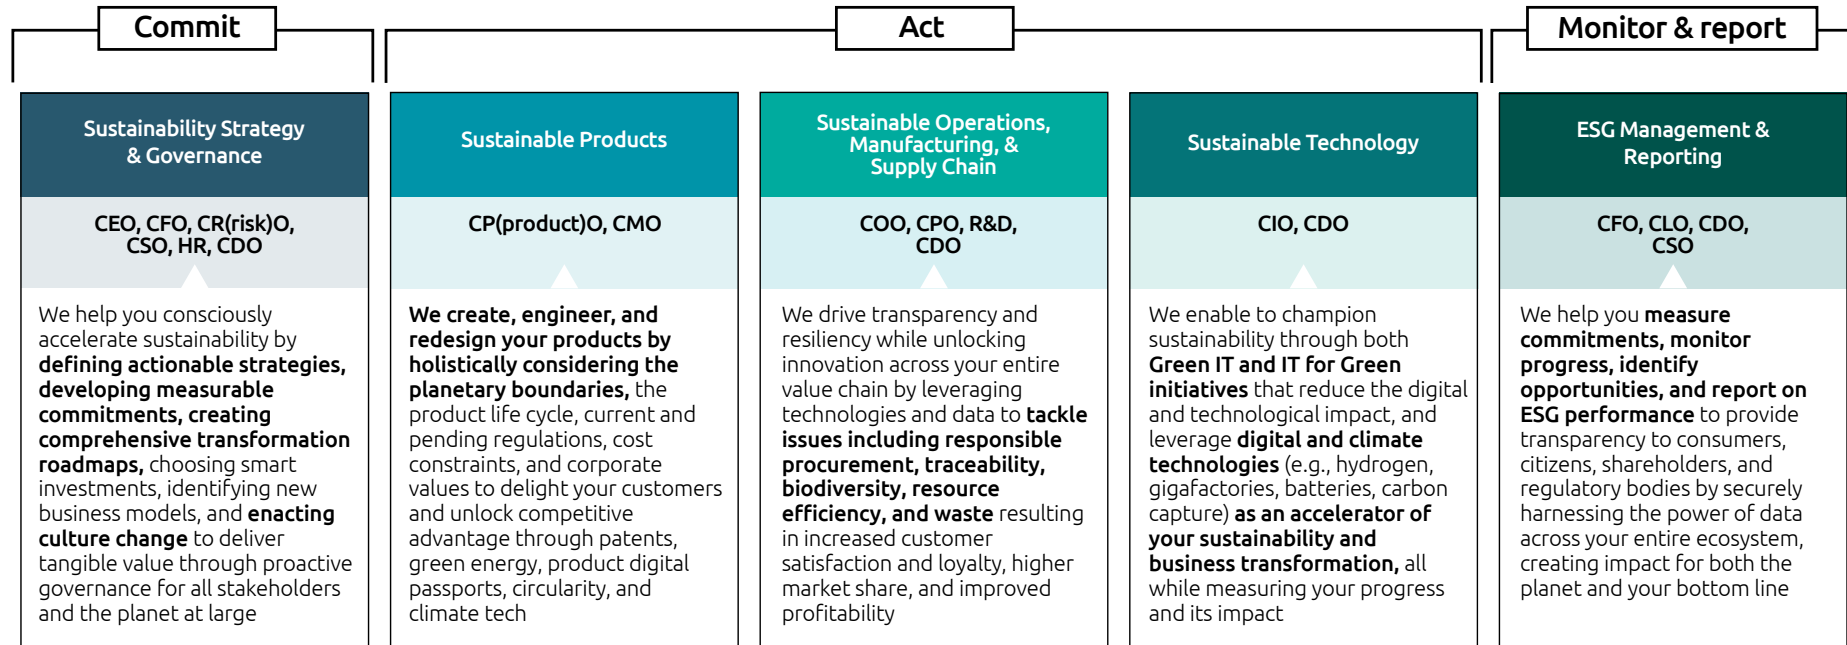 Commit
Act
Monitor & report
Sustainability Strategy
& Governance
CEO, CFO, CR(risk)O,
CSO, HR, CDO
We help you consciously
accelerate sustainability by
defining actionable strategies,
developing measurable
commitments, creating
comprehensive transformation
roadmaps, choosing smart
investments, identifying new
business models, and enacting
culture change to deliver
tangible value through proactive
governance for all stakeholders
and the planet at large
Sustainable Products
CP(product)O, CMO
We create, engineer, and
redesign your products by
holistically considering the
planetary boundaries, the
product life cycle, current and
pending regulations, cost
constraints, and corporate
values to delight your customers
and unlock competitive
advantage through patents,
green energy, product digital
passports, circularity, and
climate tech
Sustainable Operations,
Manufacturing, &
Supply Chain
COO, CPO, R&D,
CDO
We drive transparency and
resiliency while unlocking
innovation across your entire
value chain by leveraging
technologies and data to tackle
issues including responsible
procurement, traceability,
biodiversity, resource
efficiency, and waste resulting
in increased customer
satisfaction and loyalty, higher
market share, and improved
profitability
Sustainable Technology
CIO, CDO
We enable to champion
sustainability through both
Green IT and IT for Green
initiatives that reduce the digital
and technological impact, and
leverage digital and climate
technologies (e.g., hydrogen,
gigafactories, batteries, carbon
capture) as an accelerator of
your sustainability and
business transformation, all
while measuring your progress
and its impact
ESG Management &
Reporting
CFO, CLO, CDO,
CSO
We help you measure
commitments, monitor
progress, identify
opportunities, and report on
ESG performance to provide
transparency to consumers,
citizens, shareholders, and
regulatory bodies by securely
harnessing the power of data
across your entire ecosystem,
creating impact for both the
planet and your bottom line